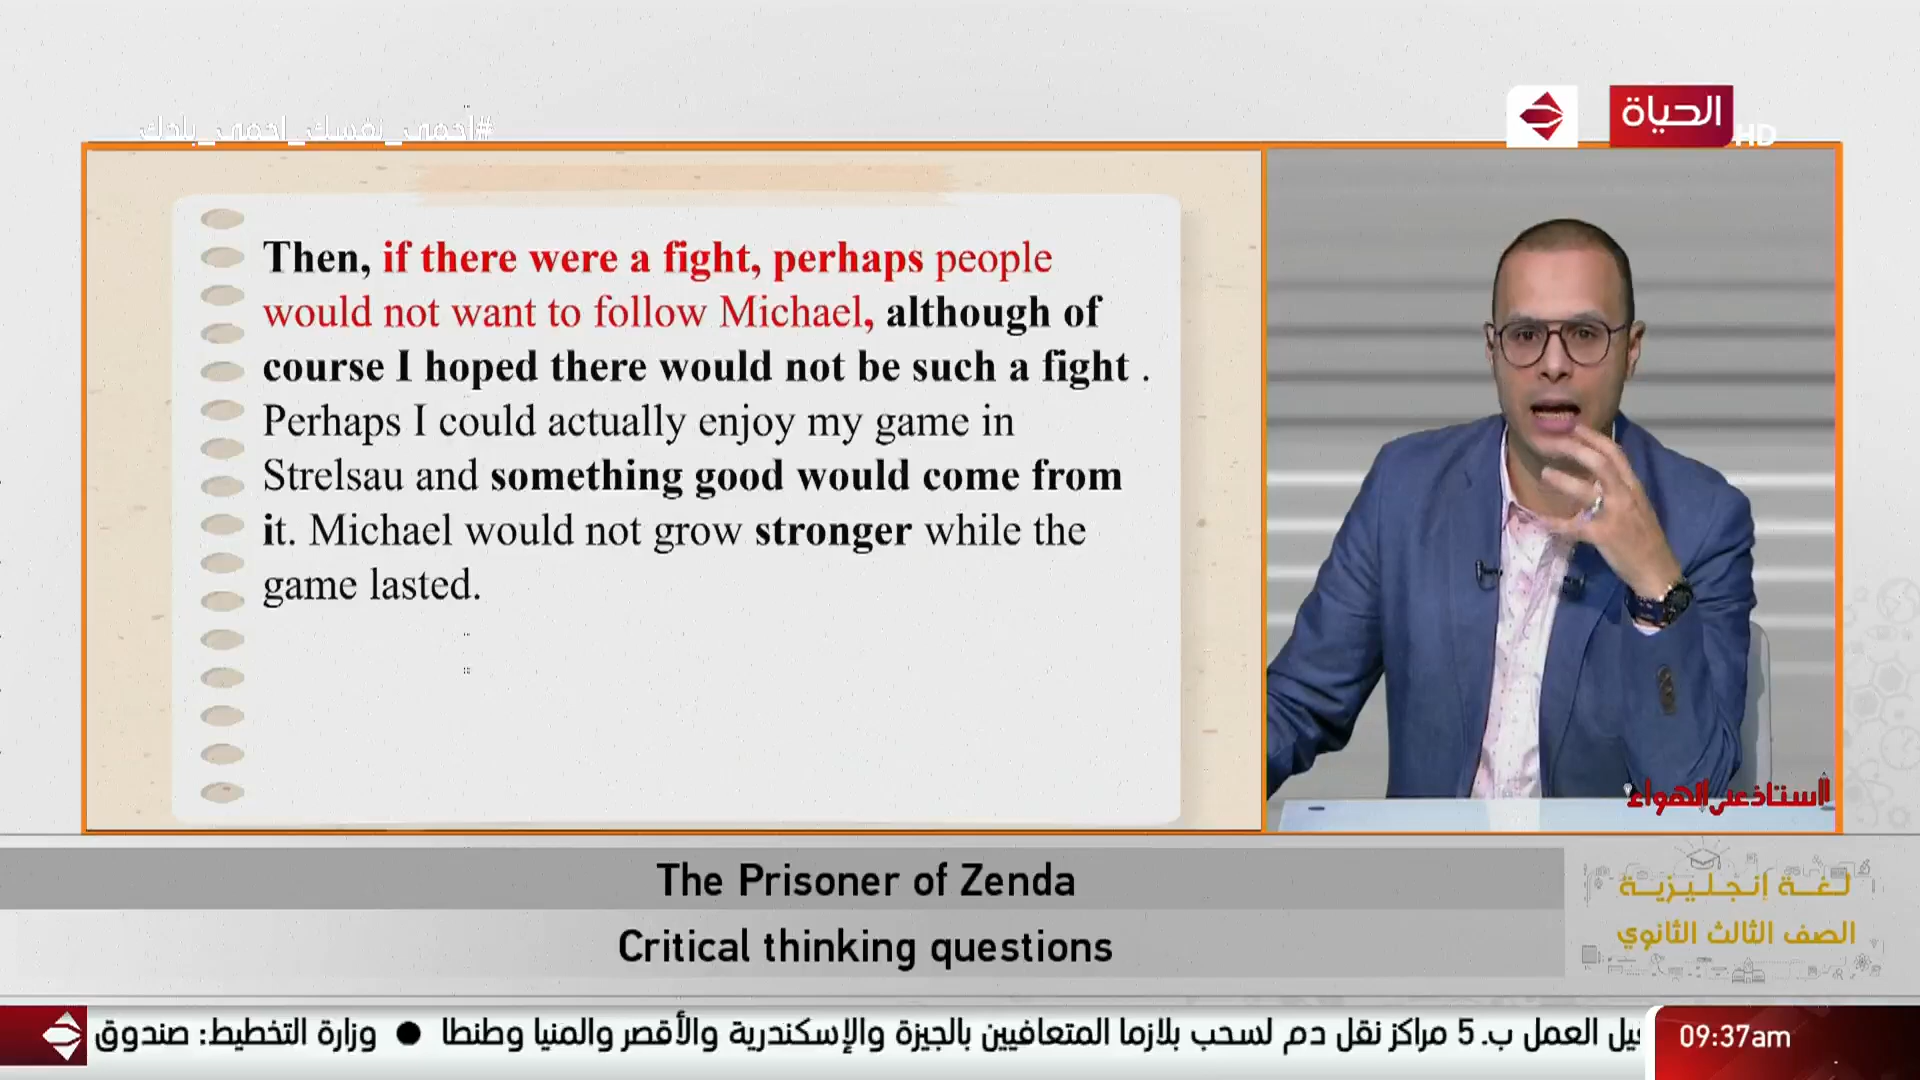 #احمي_نفسك_احمي_بلدك
الحياة
HD
Then, if there were a fight, perhaps people
would not want to follow Michael, although of
course I hoped there would not be such a fight .
Perhaps I could actually enjoy my game in
Strelsau and something good would come from
it. Michael would not grow stronger while the
game lasted.
أستاذ على الهواء
The Prisoner of Zenda
Critical thinking questions
لغة إنجليزية
الصف الثالث الثانوي
العمل ب. 5 مراكز نقل دم لسحب بلازما المتعافيين بالجيزة والإسكندرية والأقصر والمنيا وطنطا ● وزارة التخطيط: صندوق
09:37am